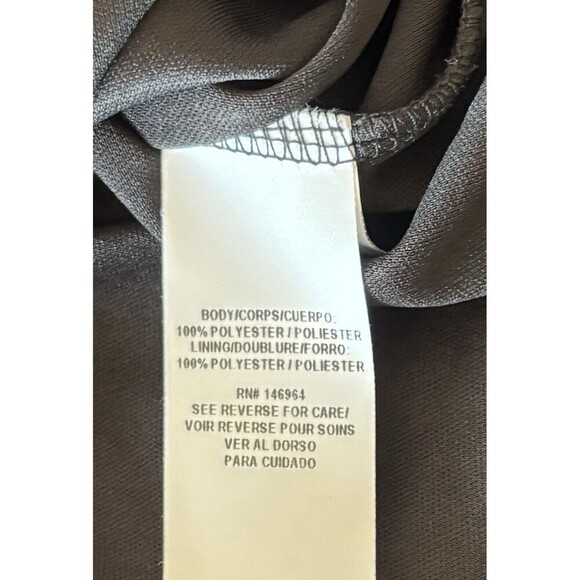 BODY/CORPS/CUERPO:
100% POLYESTER / POLIESTER
LINING/DOUBLURE/FORRO:
100% POLYESTER / POLIESTER
RN# 146964
SEE REVERSE FOR CARE/
VOIR REVERSE POUR SOINS
VER AL DORSO
PARA CUIDADO